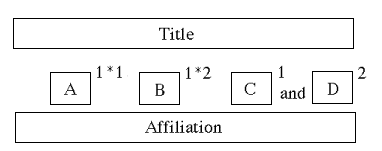 Title
A 1*1 B 1*2 C 1 and D 2
Affiliation